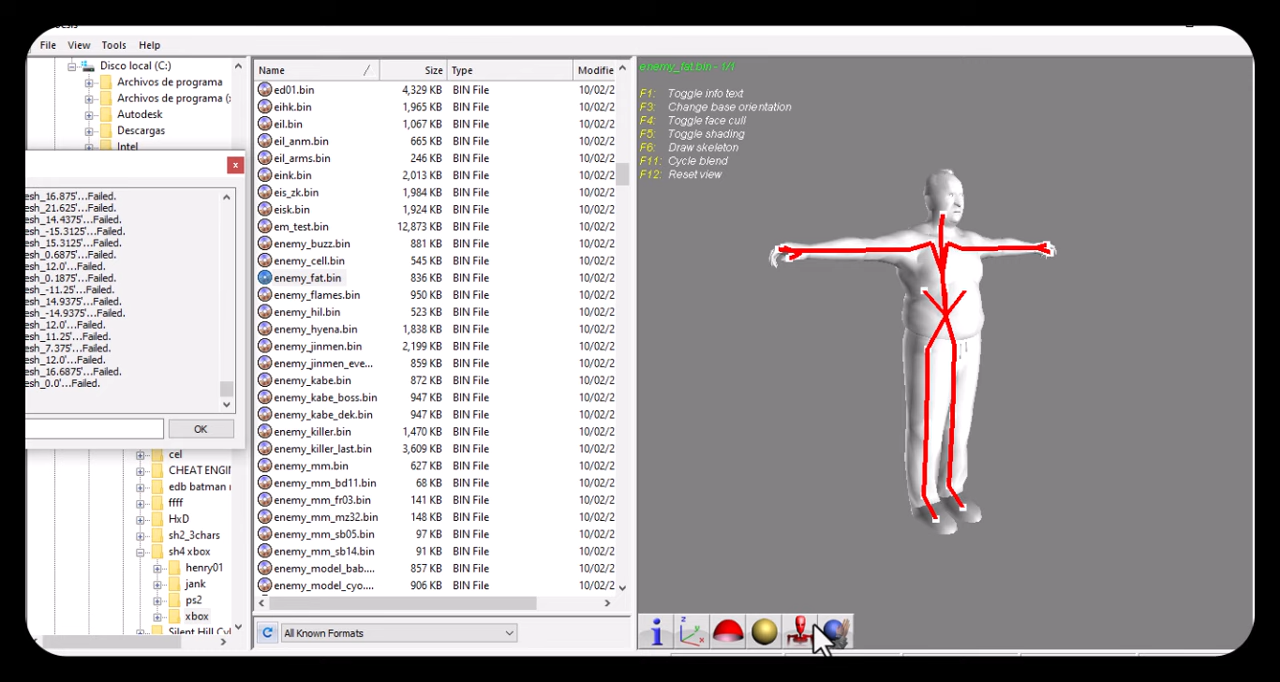 File View Tools Help
Disco local (C:)
Archivos de programa
Archivos de programa (
Autodesk
Descargas
Intel
x
esh_16.875'...Failed.
esh_21.625'...Failed.
esh_14.4375'...Failed.
esh_-15.3125'...Failed.
esh_15.3125'...Failed.
esh_0.6875'...Failed.
esh_12.0'...Failed.
esh_0.1875'...Failed.
esh_-11.25'...Failed.
esh_14.9375'...Failed.
esh_-14.9375'...Failed.
esh_12.0'...Failed.
esh_11.25'...Failed.
esh_7.375'...Failed.
esh_12.0'...Failed.
esh_16.6875'...Failed.
esh_0.0'...Failed.
OK
cel
CHEAT ENGIN
edb batman
ffff
HxD
sh2_3chars
sh4 xbox
henry01
jank
ps2
xbox
Name Size Type Modifie
ed01.bin 4,329 KB BIN File 10/02/2
eihk.bin 1,965 KB BIN File 10/02/2
eil.bin 1,067 KB BIN File 10/02/2
eil_anm.bin 665 KB BIN File 10/02/2
eil_arms.bin 246 KB BIN File 10/02/2
eink.bin 2,013 KB BIN File 10/02/2
eis_zk.bin 1,984 KB BIN File 10/02/2
eisk.bin 1,924 KB BIN File 10/02/2
em_test.bin 12,873 KB BIN File 10/02/2
enemy_buzz.bin 881 KB BIN File 10/02/2
enemy_cell.bin 545 KB BIN File 10/02/2
enemy_fat.bin 836 KB BIN File 10/02/2
enemy_flames.bin 950 KB BIN File 10/02/2
enemy_hil.bin 523 KB BIN File 10/02/2
enemy_hyena.bin 1,838 KB BIN File 10/02/2
enemy_jinmen.bin 2,199 KB BIN File 10/02/2
enemy_jinmen_eve... 859 KB BIN File 10/02/2
enemy_kabe.bin 872 KB BIN File 10/02/2
enemy_kabe_boss.bin 947 KB BIN File 10/02/2
enemy_kabe_dek.bin 947 KB BIN File 10/02/2
enemy_killer.bin 1,470 KB BIN File 10/02/2
enemy_killer_last.bin 3,609 KB BIN File 10/02/2
enemy_mm.bin 627 KB BIN File 10/02/2
enemy_mm_bd11.bin 68 KB BIN File 10/02/2
enemy_mm_fr03.bin 141 KB BIN File 10/02/2
enemy_mm_mz32.bin 148 KB BIN File 10/02/2
enemy_mm_sb05.bin 97 KB BIN File 10/02/2
enemy_mm_sb14.bin 91 KB BIN File 10/02/2
enemy_model_bab.... 857 KB BIN File 10/02/2
enemy_model_cyo.... 906 KB BIN File 10/02/2
All Known Formats
enemy_fat.bin - 1/1
F1: Toggle info text
F3: Change base orientation
F4: Toggle face cull
F5: Toggle shading
F6: Draw skeleton
F11: Cycle blend
F12: Reset view